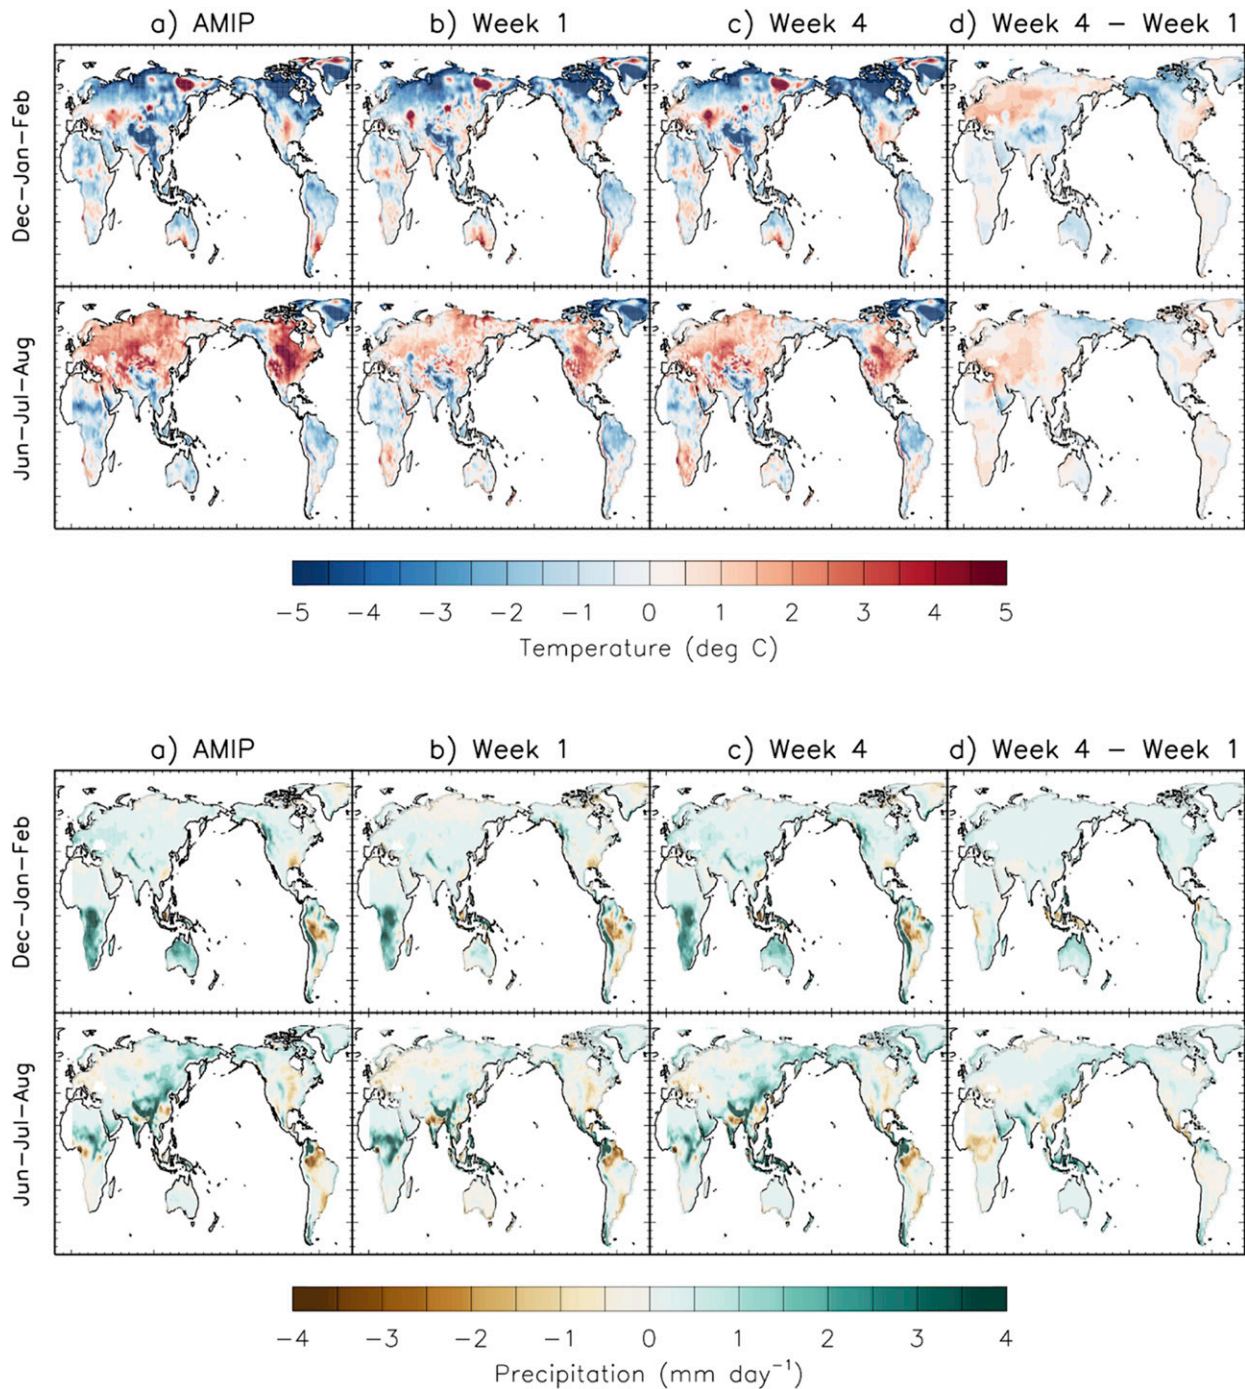 a) AMIP
b) Week 1
c) Week 4
d) Week 4 − Week 1
Dec−Jan−Feb
Jun−Jul−Aug
−5 −4 −3 −2 −1 0 1 2 3 4 5
Temperature (deg C)
a) AMIP
b) Week 1
c) Week 4
d) Week 4 − Week 1
Dec−Jan−Feb
Jun−Jul−Aug
−4 −3 −2 −1 0 1 2 3 4
Precipitation (mm day⁻¹)